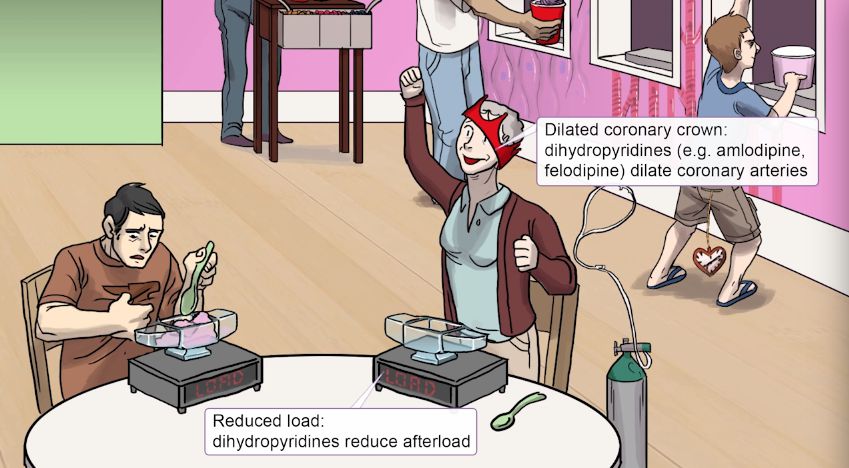 Dilated coronary crown:
dihydropyridines (e.g. amlodipine,
felodipine) dilate coronary arteries
LOAD
LOAD
Reduced load:
dihydropyridines reduce afterload